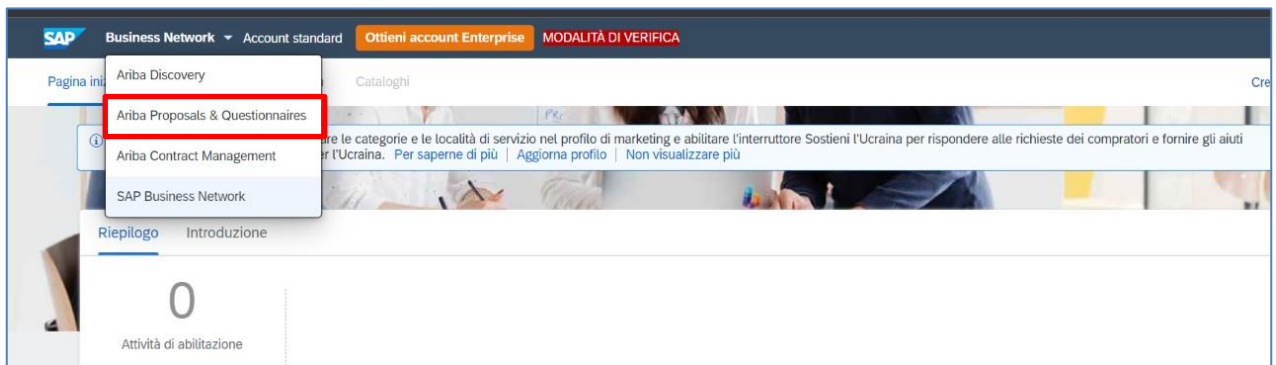 SAP Business Network Account standard Ottieni account Enterprise MODALITÀ DI VERIFICA
Pagina Cataloghi Cre
Ariba Discovery
Ariba Proposals & Questionnaires
Ariba Contract Management
SAP Business Network
le categorie e le località di servizio nel profilo di marketing e abilitare l'interruttore Sostieni l'Ucraina per rispondere alle richieste dei compratori e fornire gli aiuti
l'Ucraina. Per saperne di più | Aggiorna profilo | Non visualizzare più
Riepilogo Introduzione
0
Attività di abilitazione